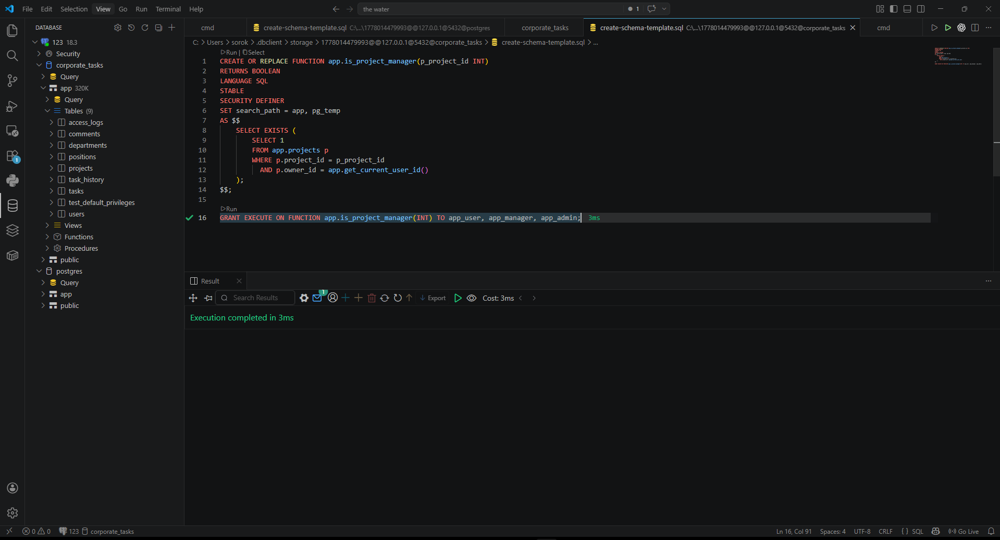 File Edit Selection View Go Run Terminal Help
the water
1
DATABASE
123 18.3
Security
corporate_tasks
Query
app 320K
Query
Tables (9)
access_logs
comments
departments
positions
projects
task_history
tasks
test_default_privileges
users
Views
Functions
Procedures
public
postgres
Query
app
public
1
cmd
create-schema-template.sql C:\...\1778014479993@@127.0.0.1@5432@postgres
corporate_tasks
create-schema-template.sql C:\...\1778014479993@@127.0.0.1@5432@corporate_tasks
cmd
C: > Users > sorok > .dbclient > storage > 1778014479993@@127.0.0.1@5432@corporate_tasks > create-schema-template.sql > ...
Run | Select
1 CREATE OR REPLACE FUNCTION app.is_project_manager(p_project_id INT)
2 RETURNS BOOLEAN
3 LANGUAGE SQL
4 STABLE
5 SECURITY DEFINER
6 SET search_path = app, pg_temp
7 AS $$
8 SELECT EXISTS (
9 SELECT 1
10 FROM app.projects p
11 WHERE p.project_id = p_project_id
12 AND p.owner_id = app.get_current_user_id()
13 );
14 $$;
15
Run
16 GRANT EXECUTE ON FUNCTION app.is_project_manager(INT) TO app_user, app_manager, app_admin; 3ms
Result
Search Results
1
Export
Cost: 3ms
Execution completed in 3ms
0 0 123 corporate_tasks
Ln 16, Col 91 Spaces: 4 UTF-8 CRLF { } SQL Go Live